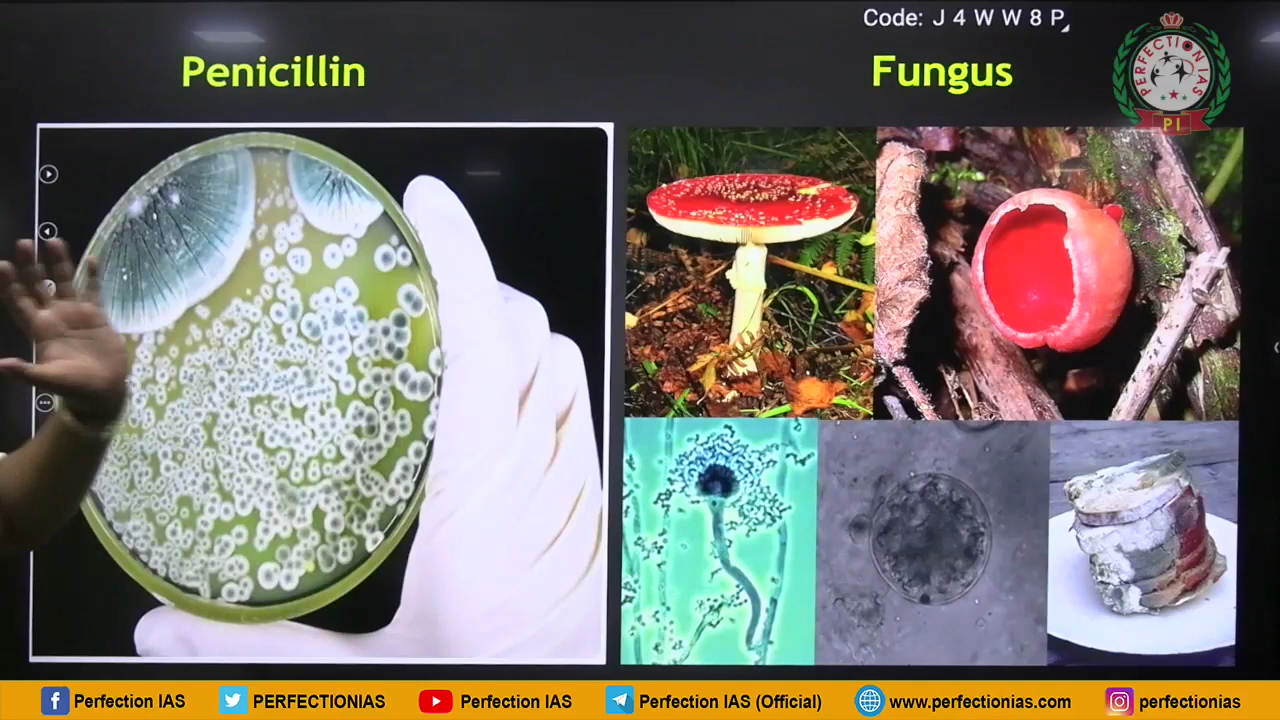 Code: J 4 W W 8 P
Penicillin
Fungus
PERFECTION IAS
PI
Perfection IAS
PERFECTIONIAS
Perfection IAS
Perfection IAS (Official)
www.perfectionias.com
perfectionias